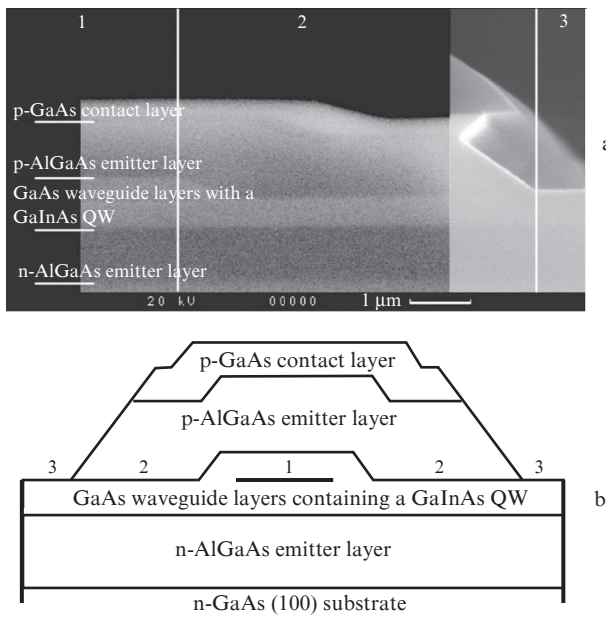 1 2 3
p-GaAs contact layer
p-AlGaAs emitter layer
GaAs waveguide layers with a
GaInAs QW
n-AlGaAs emitter layer
20 kV 00000 1 μm
a
p-GaAs contact layer
p-AlGaAs emitter layer
3 2 1 2 3
GaAs waveguide layers containing a GaInAs QW
b
n-AlGaAs emitter layer
n-GaAs (100) substrate